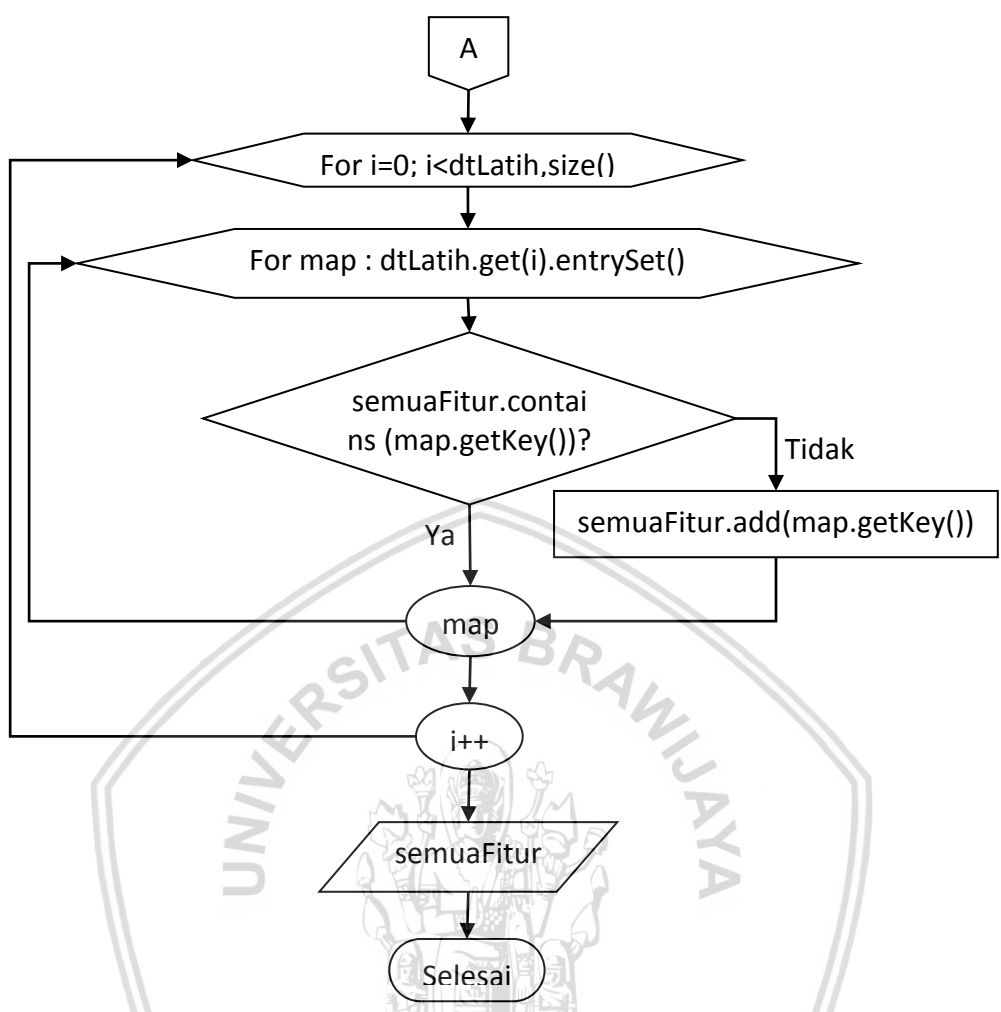 A
For i=0; i<dtLatih,size()
For map : dtLatih.get(i).entrySet()
semuaFitur.contai
ns (map.getKey())?
Tidak
semuaFitur.add(map.getKey())
Ya
map
i++
semuaFitur
Selesai
UNIVERSITAS BRAWIJAYA